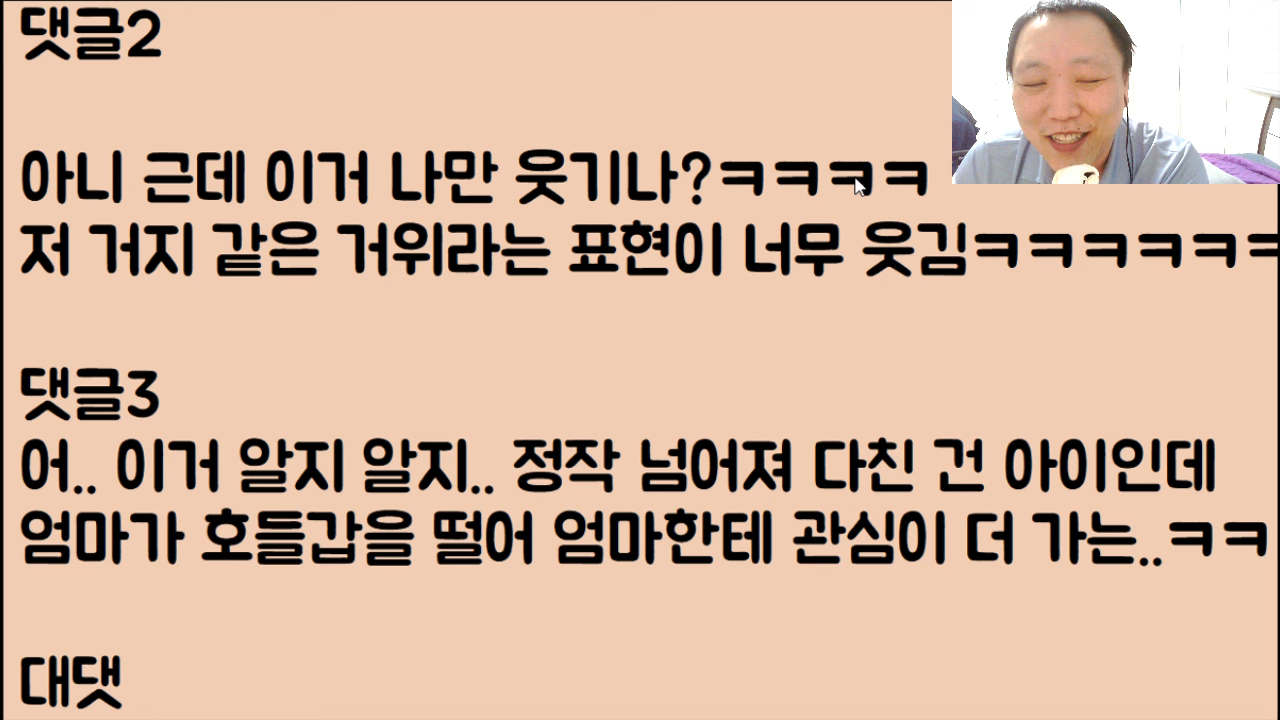 댓글2
아니 근데 이거 나만 웃기나?ㅋㅋㅋㅋ
저 거지 같은 거위라는 표현이 너무 웃김ㅋㅋㅋㅋㅋㅋ
댓글3
어.. 이거 알지 알지.. 정작 넘어져 다친 건 아이인데
엄마가 호들갑을 떨어 엄마한테 관심이 더 가는..ㅋㅋ
대댓